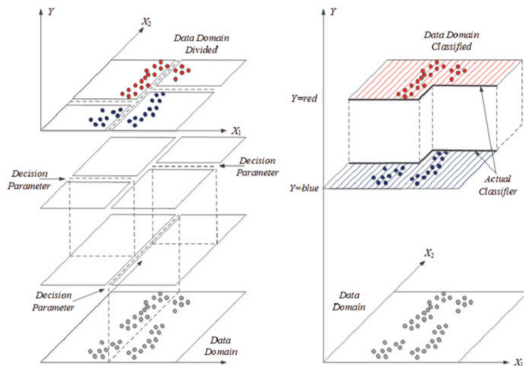 Y
X₂
Data Domain
Divided
X₁
Decision
Parameter
Decision
Parameter
Decision
Parameter
Data
Domain
Y
Data Domain
Classified
Y=red
Y=blue
Actual
Classifier
X₂
Data
Domain
X₁